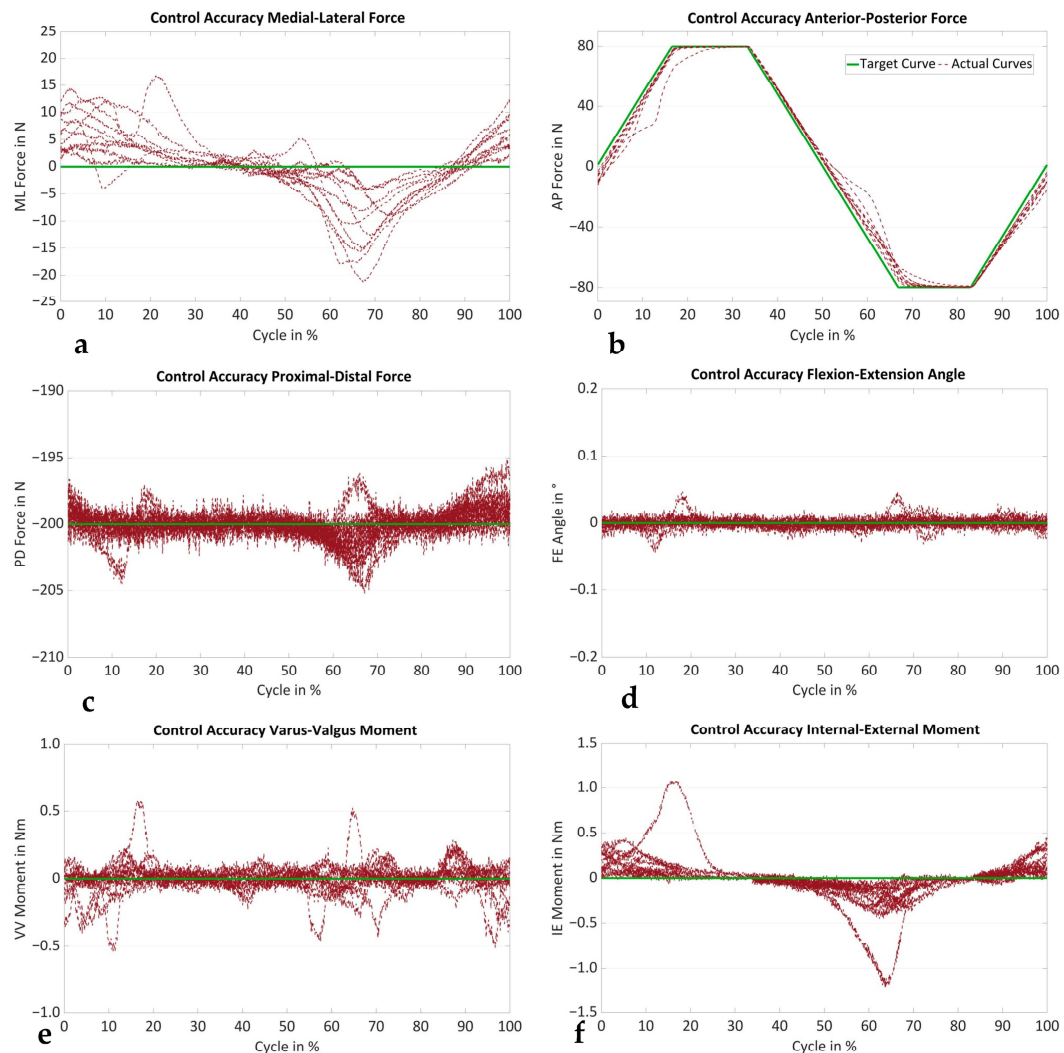 Control Accuracy Medial-Lateral Force
25
20
15
10
5
0
−5
−10
−15
−20
25
ML Force in N
0 10 20 30 40 50 60 70 80 90 100
Cycle in %
a
Control Accuracy Anterior-Posterior Force
80
40
0
−40
−80
AP Force in N
Target Curve Actual Curves
0 10 20 30 40 50 60 70 80 90 100
Cycle in %
b
Control Accuracy Proximal-Distal Force
−190
−195
−200
−205
−210
PD Force in N
0 10 20 30 40 50 60 70 80 90 100
Cycle in %
c
Control Accuracy Flexion-Extension Angle
0.2
0.1
0
−0.1
−0.2
FE Angle in °
0 10 20 30 40 50 60 70 80 90 100
Cycle in %
d
Control Accuracy Varus-Valgus Moment
1.0
0.5
0
−0.5
−1.0
VV Moment in Nm
0 10 20 30 40 50 60 70 80 90 100
Cycle in %
e
Control Accuracy Internal-External Moment
1.5
1.0
0.5
0
−0.5
−1.0
−1.5
IE Moment in Nm
0 10 20 30 40 50 60 70 80 90 100
Cycle in %
f